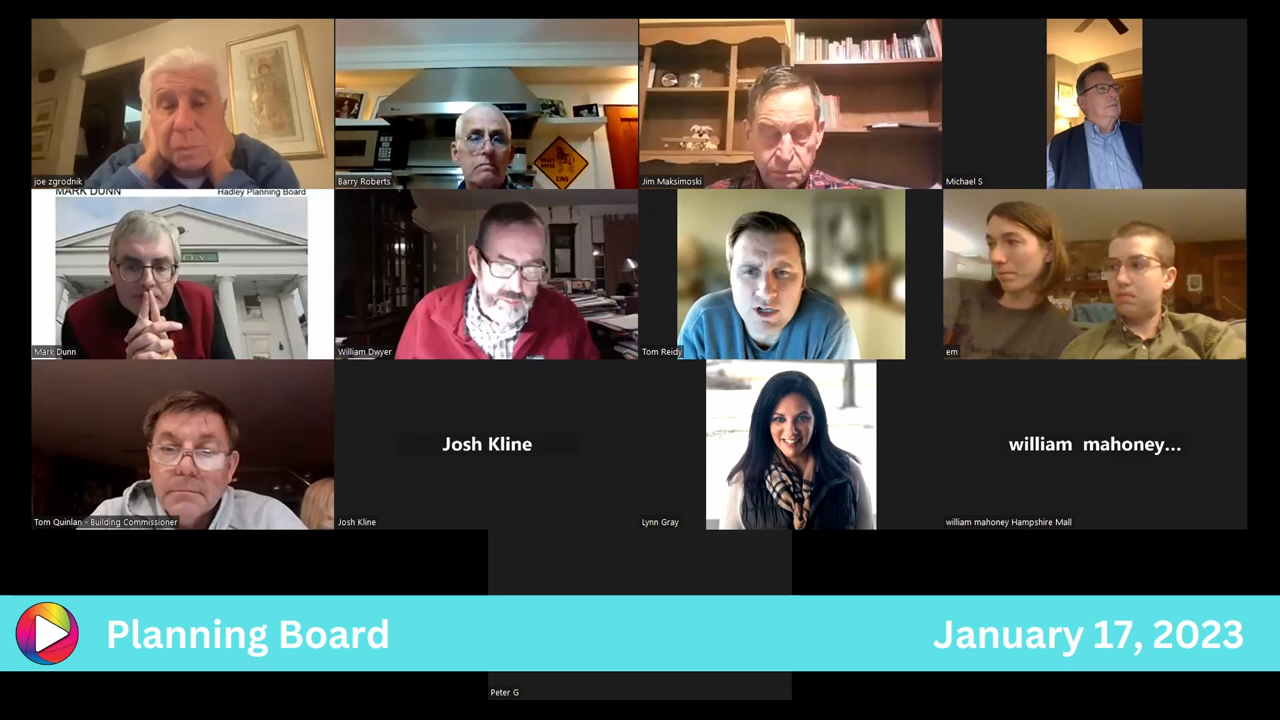 joe zgrodnik
Barry Roberts
Jim Maksimoski
Michael S
MARK DUNN
Hadley Planning Board
Mark Dunn
William Dwyer
Tom Reidy
em
Tom Quinlan - Building Commissioner
Josh Kline
Josh Kline
Lynn Gray
william mahoney...
william mahoney Hampshire Mall
Planning Board
January 17, 2023
Peter G